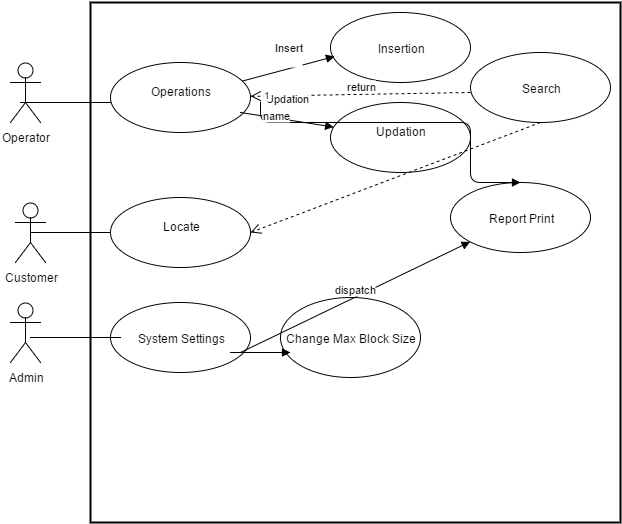 Insert
Insertion
Operations
return
Search
1
Updation
name
Updation
Operator
Locate
Report Print
Customer
dispatch
System Settings
Change Max Block Size
Admin